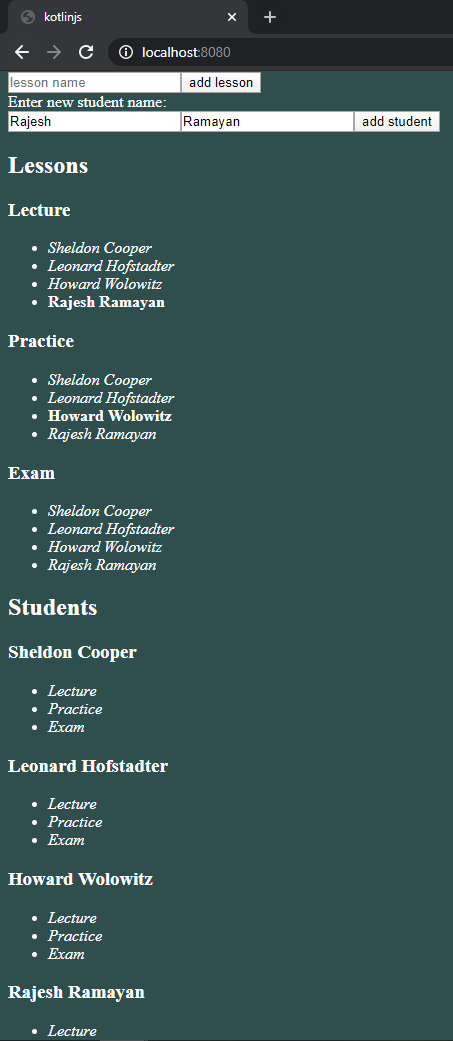 kotlinjs
localhost:8080
lesson name add lesson
Enter new student name:
Rajesh Ramayan add student
Lessons
Lecture
Sheldon Cooper
Leonard Hofstadter
Howard Wolowitz
Rajesh Ramayan
Practice
Sheldon Cooper
Leonard Hofstadter
Howard Wolowitz
Rajesh Ramayan
Exam
Sheldon Cooper
Leonard Hofstadter
Howard Wolowitz
Rajesh Ramayan
Students
Sheldon Cooper
Lecture
Practice
Exam
Leonard Hofstadter
Lecture
Practice
Exam
Howard Wolowitz
Lecture
Practice
Exam
Rajesh Ramayan
Lecture